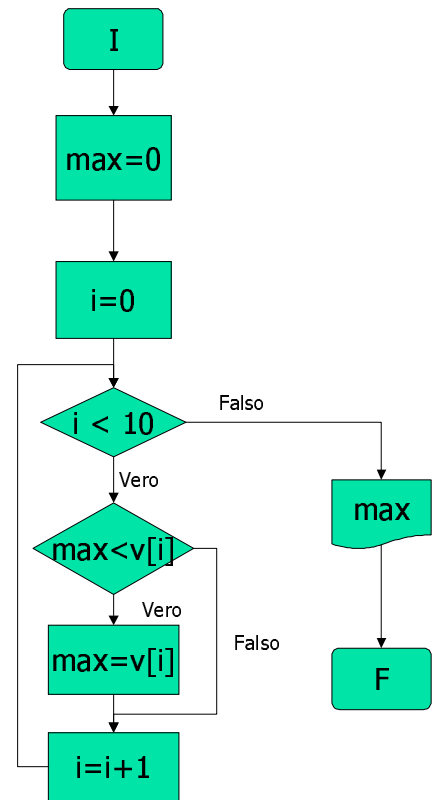 I
max=0
i=0
i < 10
Falso
Vero
max
max<v[i]
Vero
Falso
max=v[i]
F
i=i+1